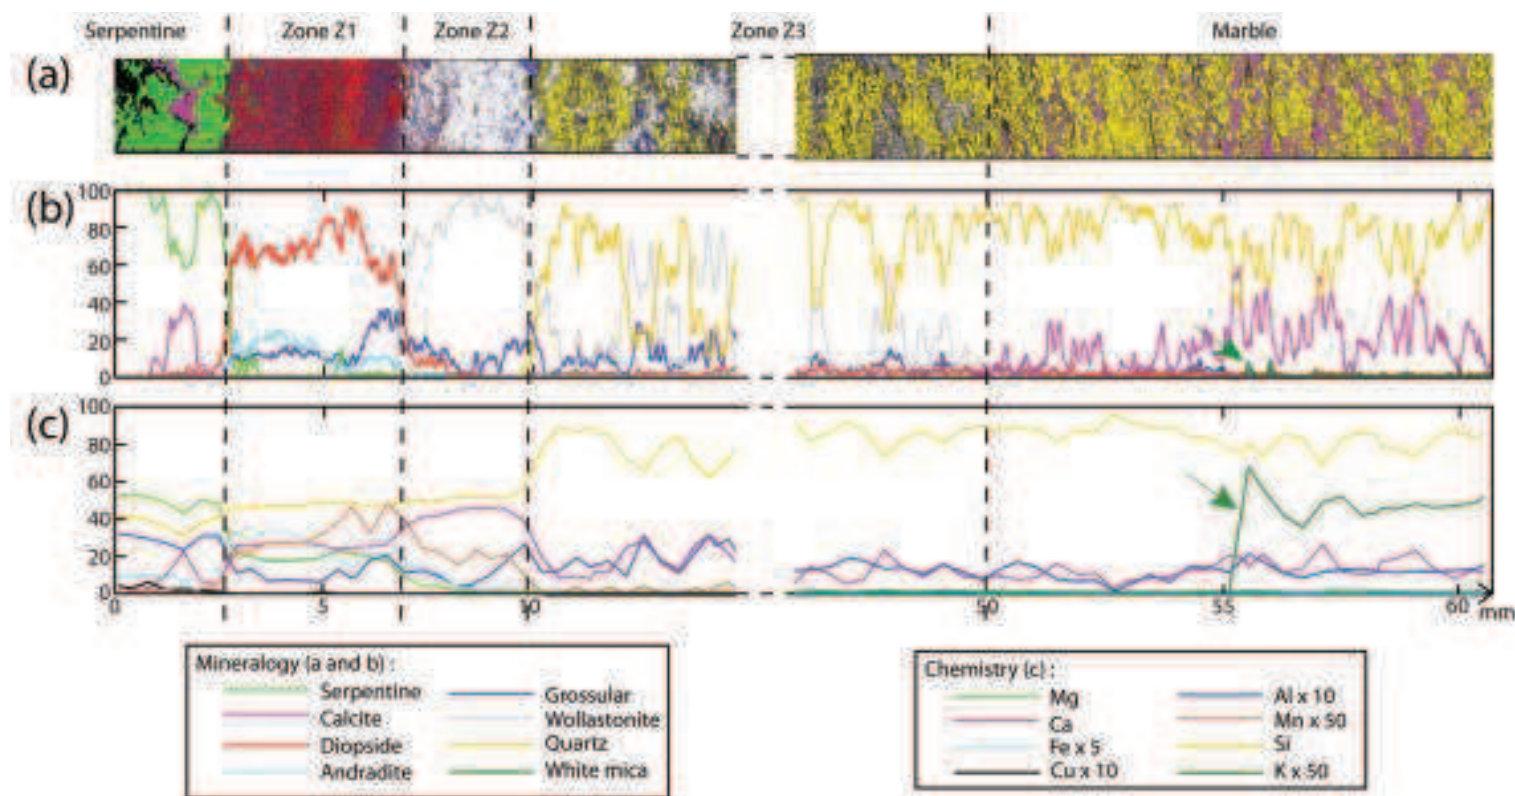 Serpentine Zone Z1 Zone Z2 Zone Z3 Marble
(a)
(b)
100
80
60
40
20
0
(c)
100
80
60
40
20
0
0 5 10 50 55 60 mm
Mineralogy (a and b) :
Serpentine Grossular
Calcite Wollastonite
Diopside Quartz
Andradite White mica
Chemistry (c) :
Mg Al x 10
Ca Mn x 50
Fe x 5 Si
Cu x 10 K x 50